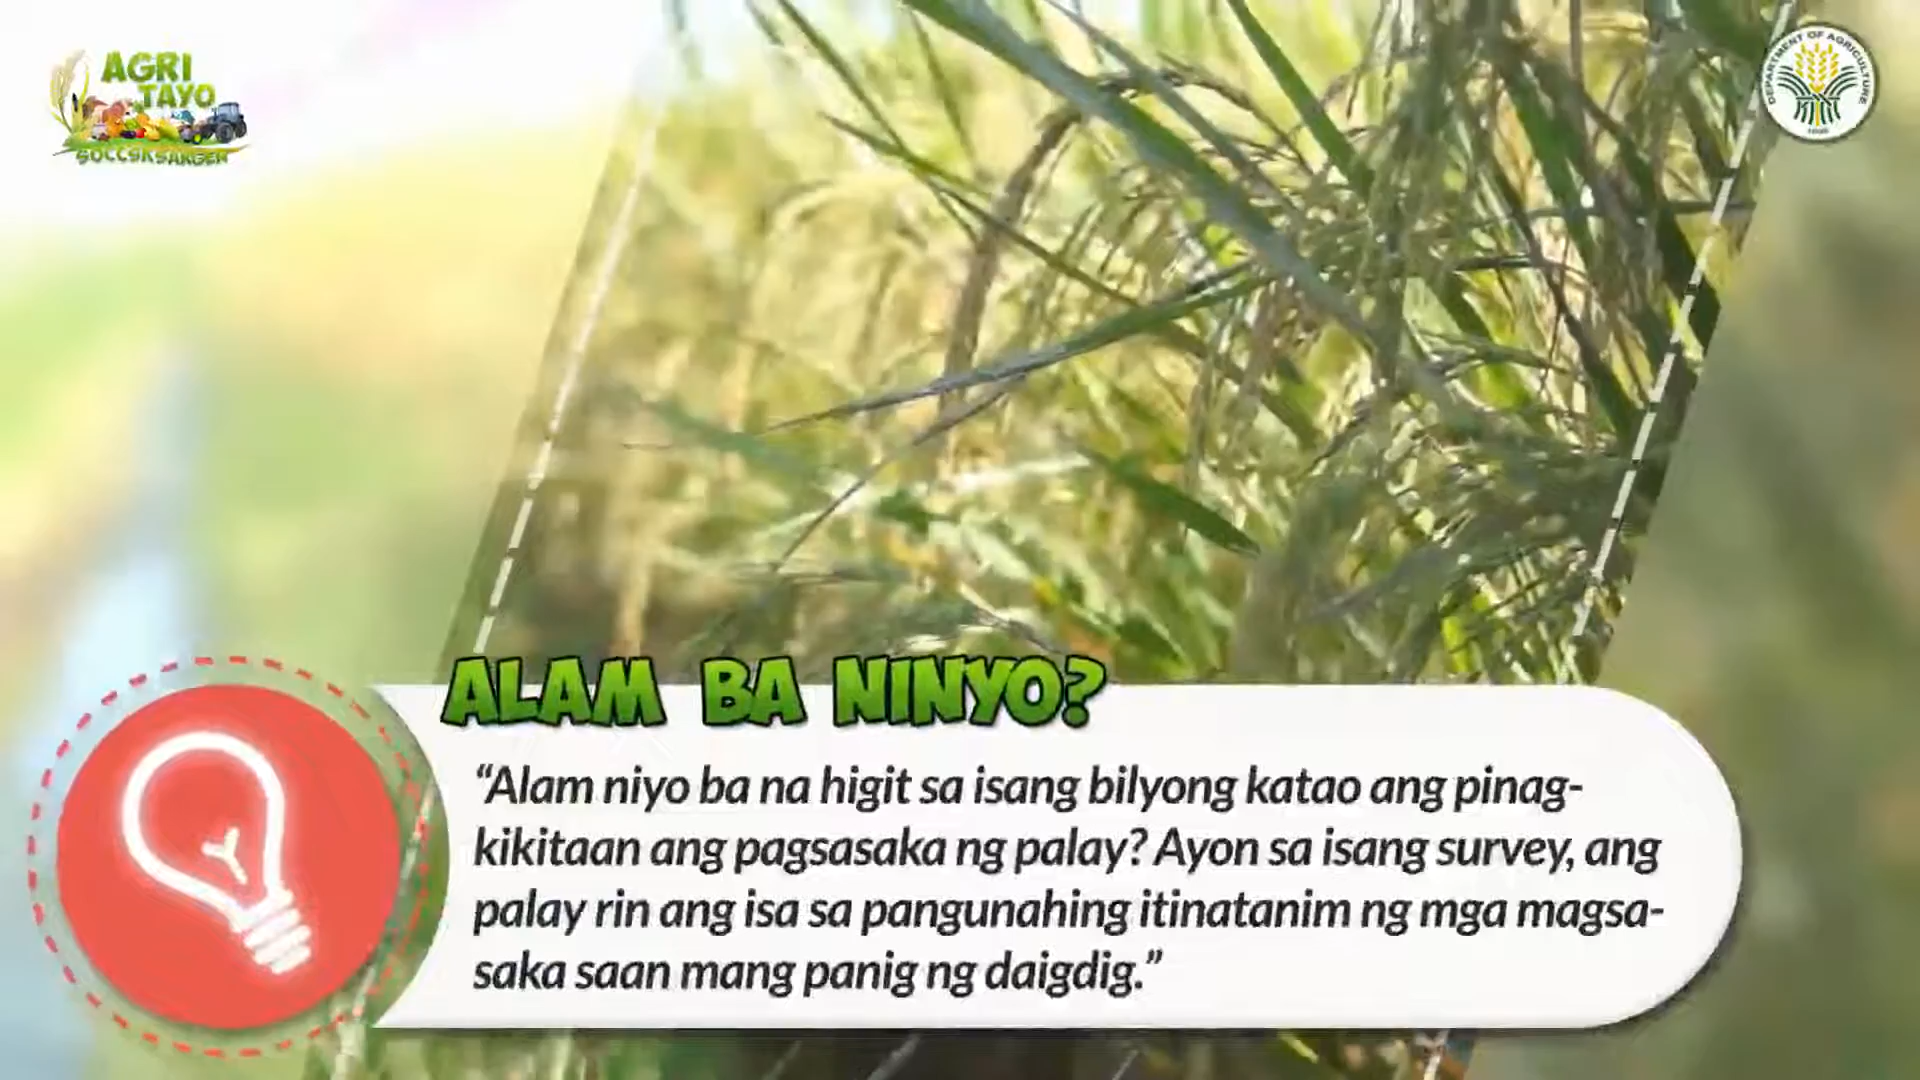 AGRI
TAYO
SOCCSKSARGEN
DEPARTMENT OF AGRICULTURE
1898
ALAM BA NINYO?
“Alam niyo ba na higit sa isang bilyong katao ang pinag-
kikitaan ang pagsasaka ng palay? Ayon sa isang survey, ang
palay rin ang isa sa pangunahing itinatanim ng mga magsa-
saka saan mang panig ng daigdig.”